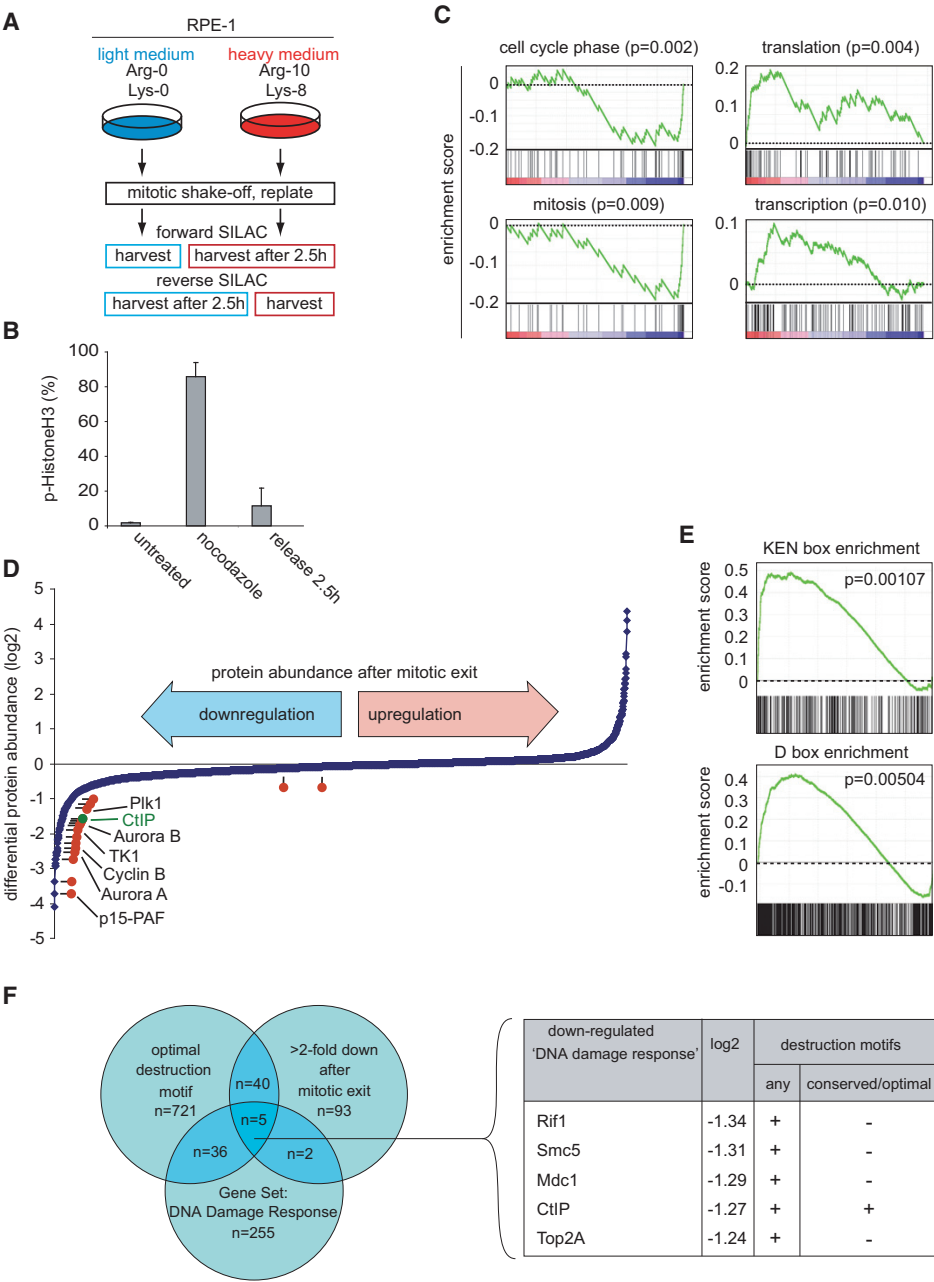 A
RPE-1
light medium
Arg-0
Lys-0
heavy medium
Arg-10
Lys-8
mitotic shake-off, replate
forward SILAC
harvest
harvest after 2.5h
reverse SILAC
harvest after 2.5h
harvest
B
p-HistoneH3 (%)
100
80
60
40
20
0
untreated
nocodazole
release 2.5h
C
enrichment score
cell cycle phase (p=0.002)
0
-0.1
-0.2
translation (p=0.004)
0.2
0.1
0
mitosis (p=0.009)
0
-0.1
-0.2
transcription (p=0.010)
0.1
0
D
differential protein abundance (log2)
5
4
3
2
1
0
-1
-2
-3
-4
-5
protein abundance after mitotic exit
downregulation
upregulation
Plk1
CtIP
Aurora B
TK1
Cyclin B
Aurora A
p15-PAF
E
KEN box enrichment
enrichment score
p=0.00107
0.5
0.4
0.3
0.2
0.1
0
D box enrichment
enrichment score
p=0.00504
0.4
0.3
0.2
0.1
0
-0.1
F
optimal
destruction
motif
n=721
n=40
>2-fold down
after
mitotic exit
n=93
n=5
n=36
n=2
Gene Set:
DNA Damage Response
n=255
down-regulated
'DNA damage response'
log2
destruction motifs
any
conserved/optimal
Rif1 -1.34 + -
Smc5 -1.31 + -
Mdc1 -1.29 + -
CtIP -1.27 + +
Top2A -1.24 + -